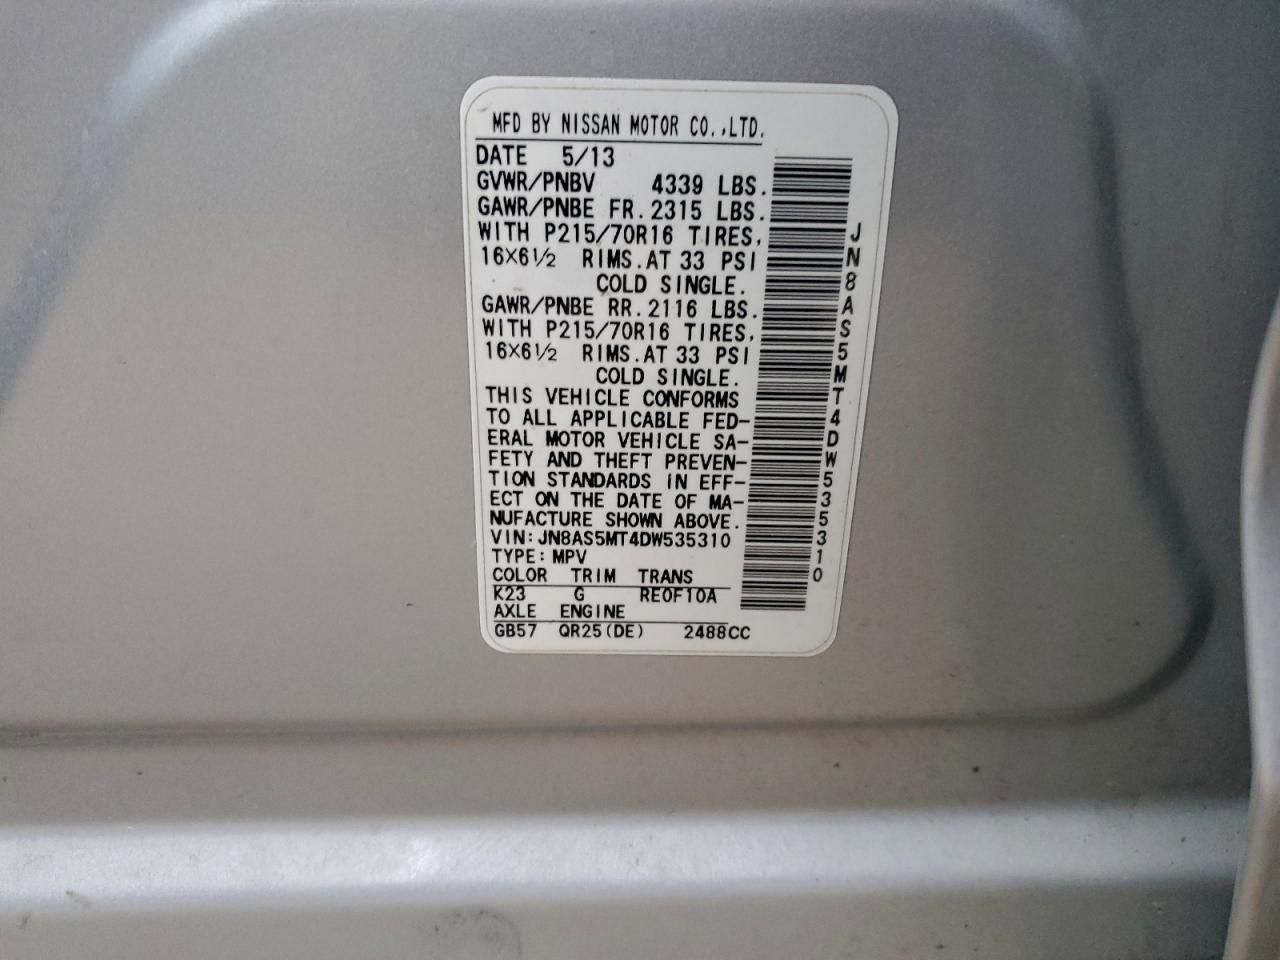 MFD BY NISSAN MOTOR CO.,LTD.
DATE 5/13
GVWR/PNBV 4339 LBS.
GAWR/PNBE FR. 2315 LBS.
WITH P215/70R16 TIRES,
16×6½ RIMS. AT 33 PSI
COLD SINGLE.
GAWR/PNBE RR. 2116 LBS.
WITH P215/70R16 TIRES,
16×6½ RIMS. AT 33 PSI
COLD SINGLE.
THIS VEHICLE CONFORMS
TO ALL APPLICABLE FED-
ERAL MOTOR VEHICLE SA-
FETY AND THEFT PREVEN-
TION STANDARDS IN EFF-
ECT ON THE DATE OF MA-
NUFACTURE SHOWN ABOVE.
VIN: JN8AS5MT4DW535310
TYPE: MPV
COLOR TRIM TRANS
K23 G RE0F10A
AXLE ENGINE
GB57 QR25(DE) 2488CC
JN8AS5MT4DW535310